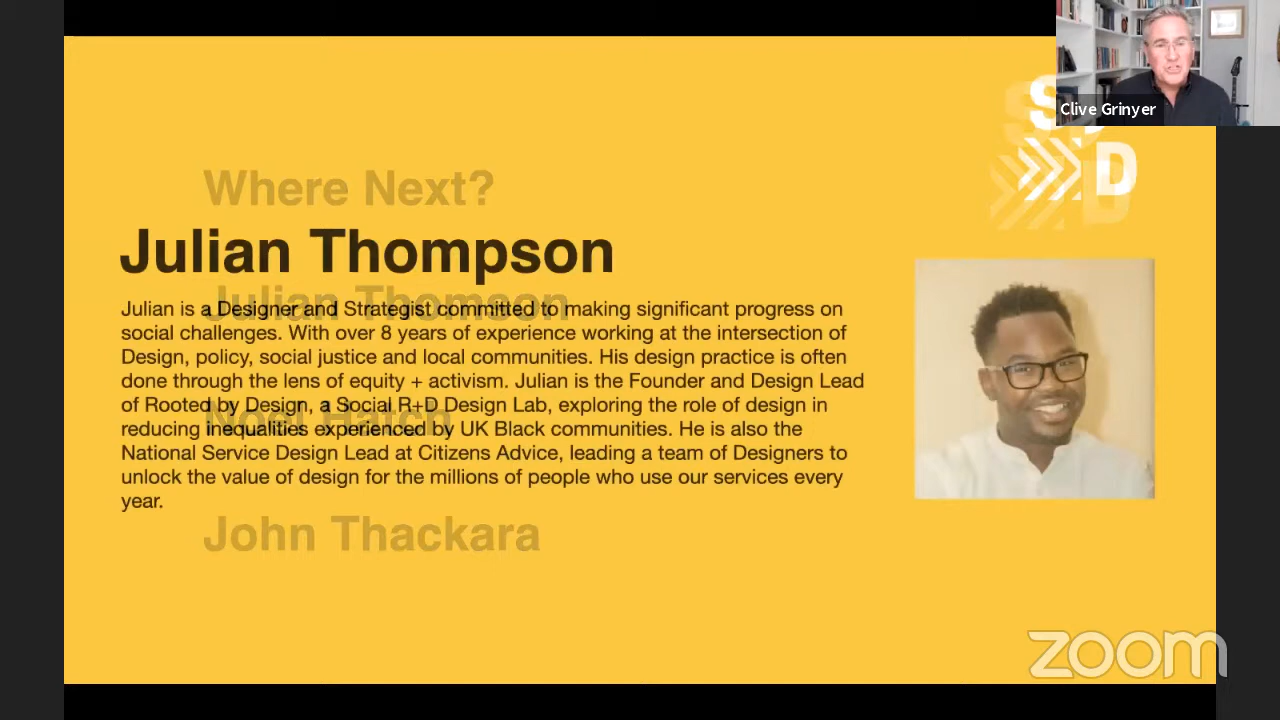 Clive Grinyer
S
D
Where Next?
Julian Thompson
Julian Thomson
Julian is a Designer and Strategist committed to making significant progress on
social challenges. With over 8 years of experience working at the intersection of
Design, policy, social justice and local communities. His design practice is often
done through the lens of equity + activism. Julian is the Founder and Design Lead
of Rooted by Design, a Social R+D Design Lab, exploring the role of design in
Noel Hatch
reducing inequalities experienced by UK Black communities. He is also the
National Service Design Lead at Citizens Advice, leading a team of Designers to
unlock the value of design for the millions of people who use our services every
year.
John Thackara
zoom